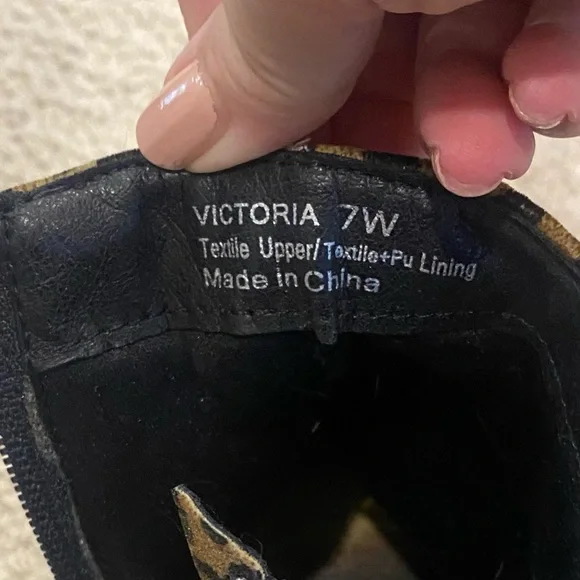 VICTORIA 7W
Textile Upper/Textile+Pu Lining
Made in China